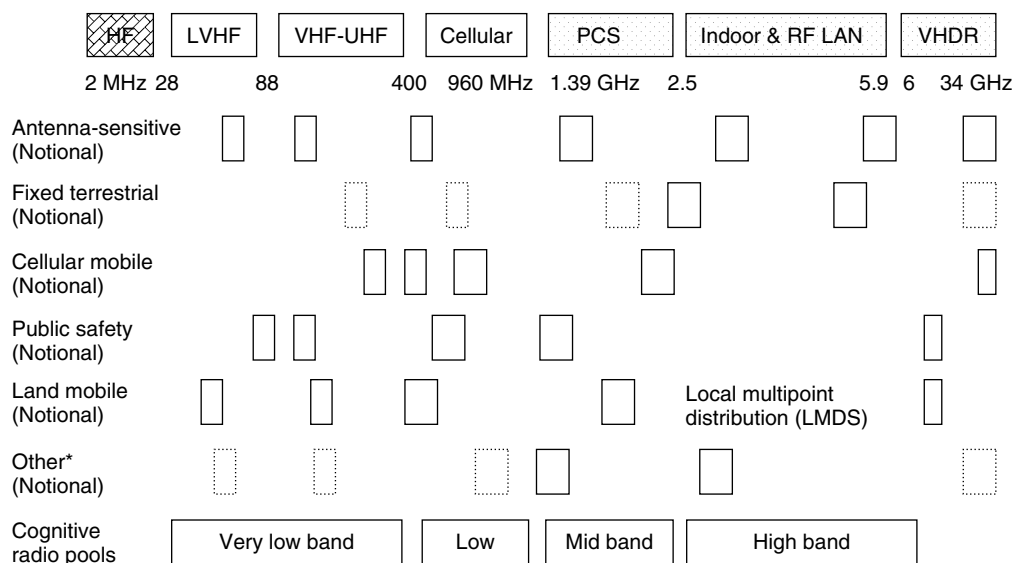 HF LVHF VHF-UHF Cellular PCS Indoor & RF LAN VHDR
2 MHz 28 88 400 960 MHz 1.39 GHz 2.5 5.9 6 34 GHz
Antenna-sensitive
(Notional)
Fixed terrestrial
(Notional)
Cellular mobile
(Notional)
Public safety
(Notional)
Land mobile
(Notional)
Local multipoint
distribution (LMDS)
Other*
(Notional)
Cognitive
radio pools
Very low band Low Mid band High band